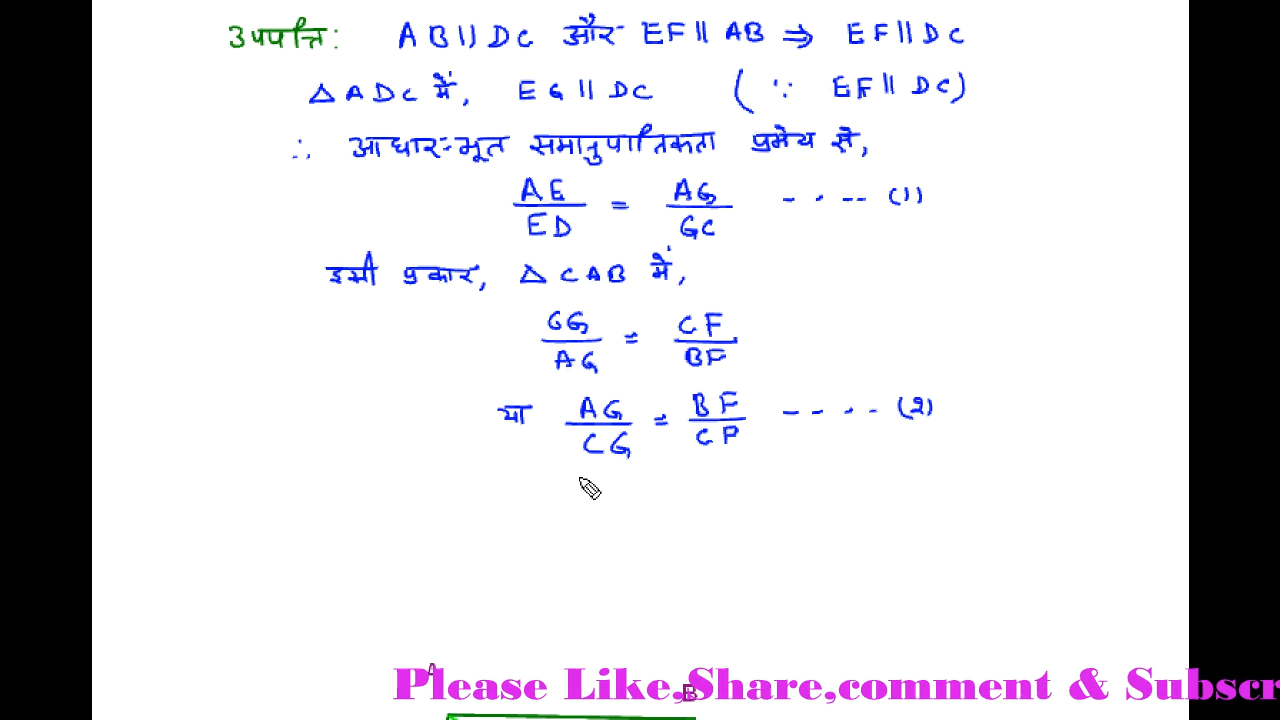 उपपत्ति: AB || DC और EF || AB ⇒ EF || DC
Δ ADC में, EG || DC (∵ EF || DC)
∴ आधारभूत समानुपातिकता प्रमेय से,
AE/ED = AG/GC - - - - (1)
इसी प्रकार, Δ CAB में,
CG/AG = CF/BF
या AG/CG = BF/CF - - - - (2)
A
Please Like,Share,comment & Subscr
B